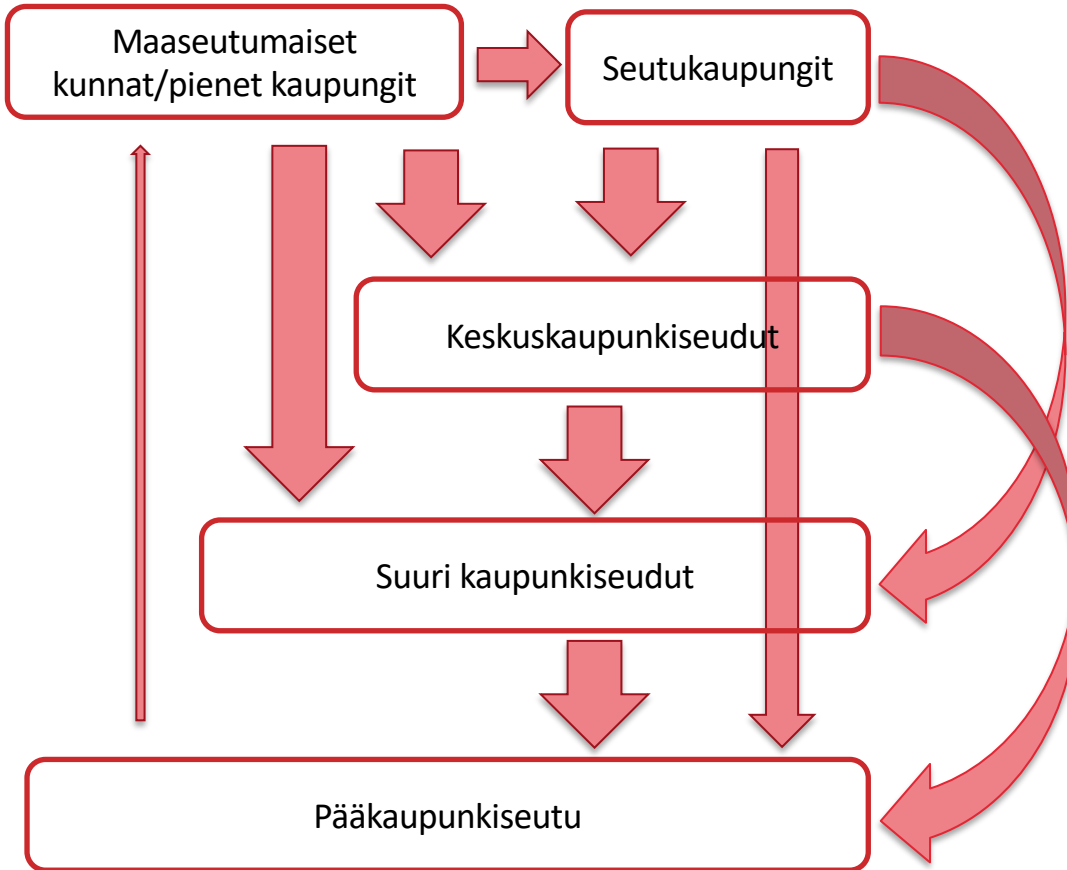 Maaseutumaiset
kunnat/pienet kaupungit
Seutukaupungit
Keskuskaupunkiseudut
Suuri kaupunkiseudut
Pääkaupunkiseutu